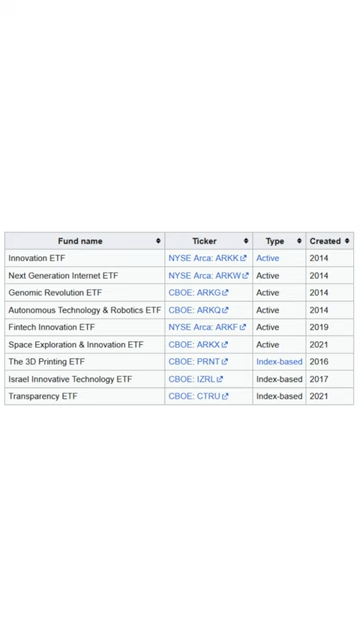 Fund name Ticker Type Created
Innovation ETF NYSE Arca: ARKK Active 2014
Next Generation Internet ETF NYSE Arca: ARKW Active 2014
Genomic Revolution ETF CBOE: ARKG Active 2014
Autonomous Technology & Robotics ETF CBOE: ARKQ Active 2014
Fintech Innovation ETF NYSE Arca: ARKF Active 2019
Space Exploration & Innovation ETF CBOE: ARKX Active 2021
The 3D Printing ETF CBOE: PRNT Index-based 2016
Israel Innovative Technology ETF CBOE: IZRL Index-based 2017
Transparency ETF CBOE: CTRU Index-based 2021